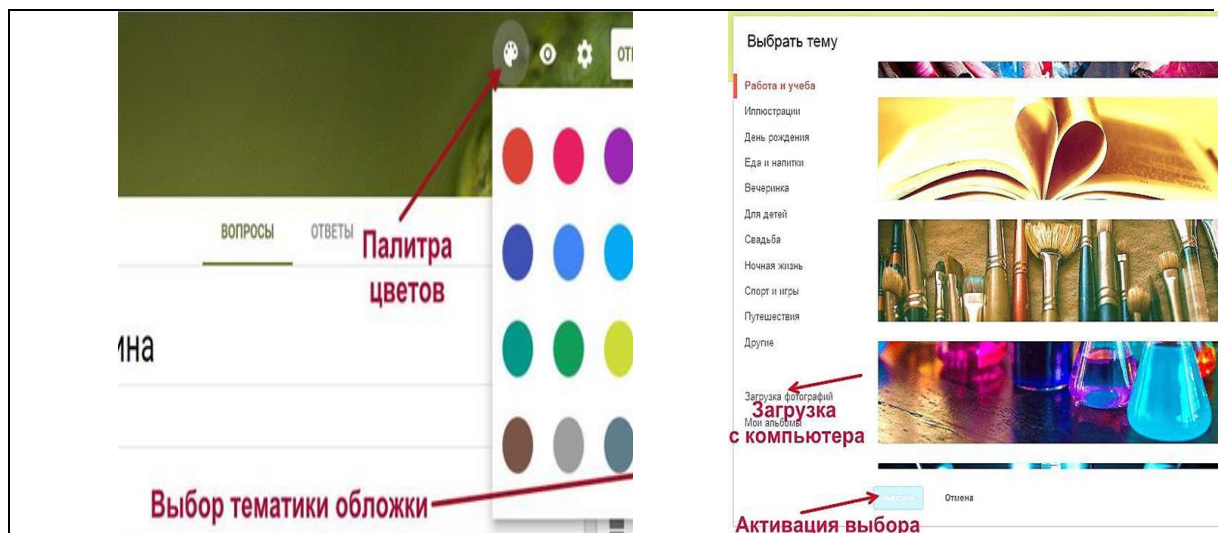 ОТП
ВОПРОСЫ ОТВЕТЫ
Палитра
цветов
ина
Выбор тематики обложки
Выбрать тему
Работа и учеба
Иллюстрации
День рождения
Еда и напитки
Вечеринка
Для детей
Свадьба
Ночная жизнь
Спорт и игры
Путешествия
Другие
Загрузка фотографий
Загрузка
Мои альбомы
с компьютера
Отмена
Активация выбора